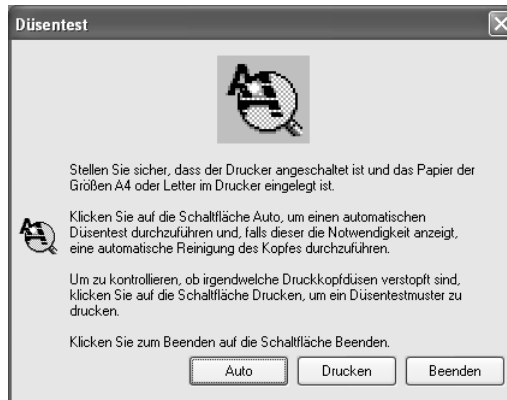 Düsentest
Stellen Sie sicher, dass der Drucker angeschaltet ist und das Papier der
Größen A4 oder Letter im Drucker eingelegt ist.
Klicken Sie auf die Schaltfläche Auto, um einen automatischen
Düsentest durchzuführen und, falls dieser die Notwendigkeit anzeigt,
eine automatische Reinigung des Kopfes durchzuführen.
Um zu kontrollieren, ob irgendwelche Druckkopfdüsen verstopft sind,
klicken Sie auf die Schaltfläche Drucken, um ein Düsentestmuster zu
drucken.
Klicken Sie zum Beenden auf die Schaltfläche Beenden.
Auto Drucken Beenden